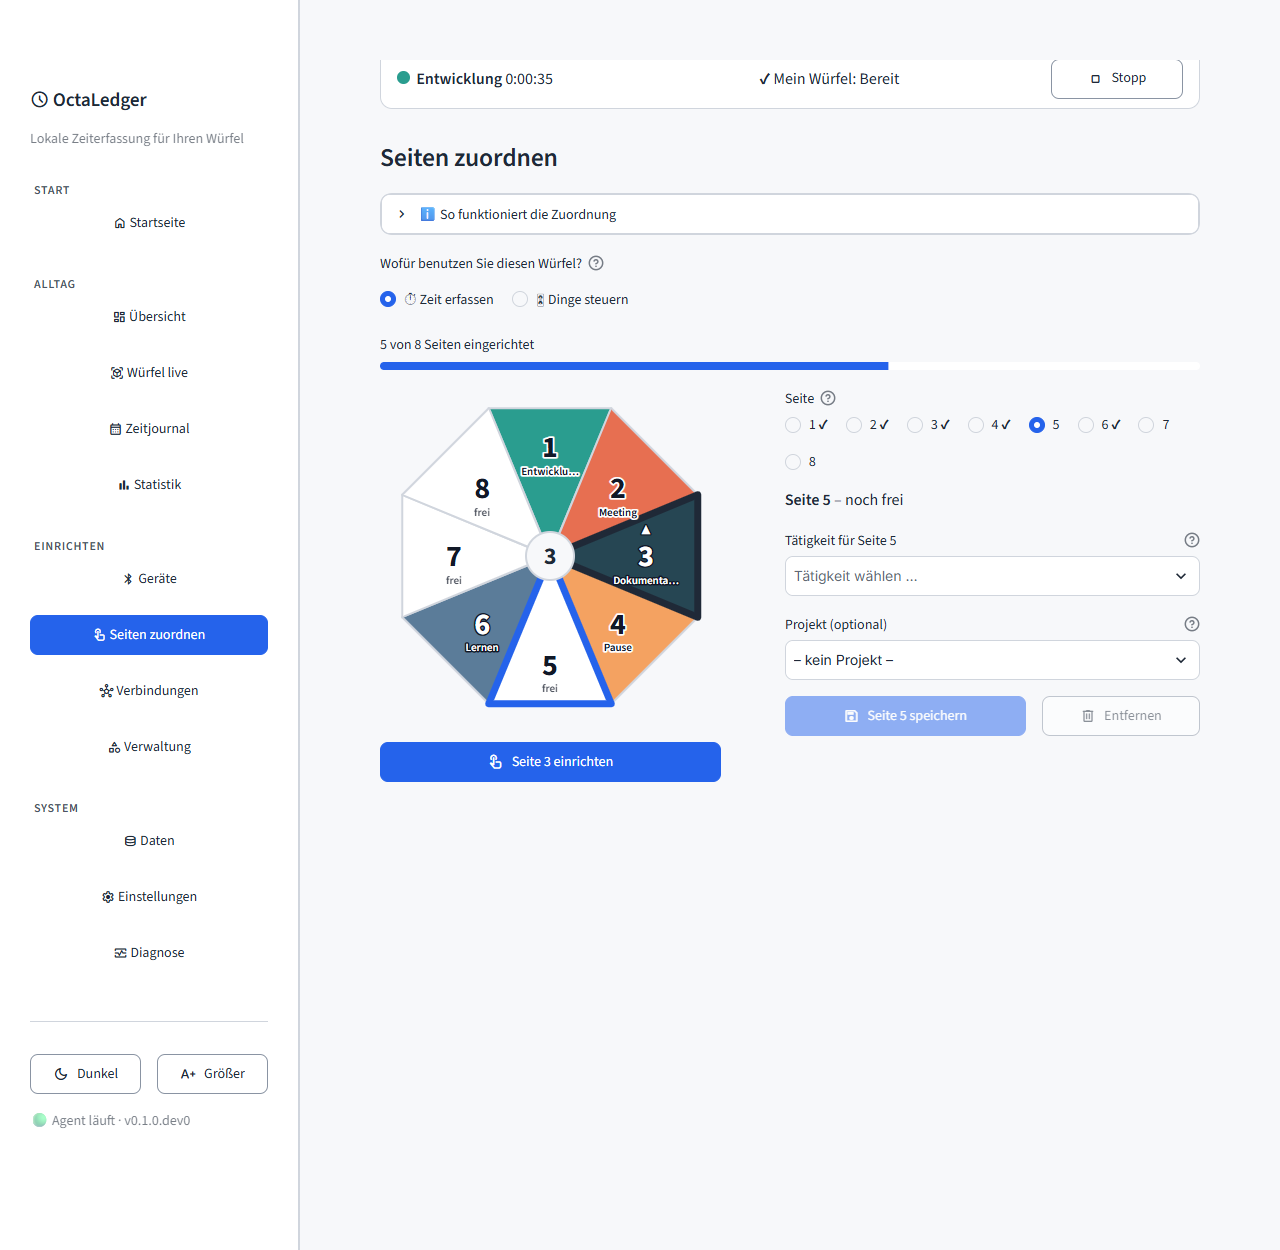 OctaLedger
Lokale Zeiterfassung für Ihren Würfel
START
Startseite
ALLTAG
Übersicht
Würfel live
Zeitjournal
Statistik
EINRICHTEN
Geräte
Seiten zuordnen
Verbindungen
Verwaltung
SYSTEM
Daten
Einstellungen
Diagnose
Dunkel
A+ Größer
Agent läuft · v0.1.0.dev0
Entwicklung 0:00:35
✓ Mein Würfel: Bereit
Stopp
Seiten zuordnen
ℹ️ So funktioniert die Zuordnung
Wofür benutzen Sie diesen Würfel?
Zeit erfassen
Dinge steuern
5 von 8 Seiten eingerichtet
1
Entwicklu…
2
Meeting
▲
3
Dokumenta…
4
Pause
5
frei
6
Lernen
7
frei
8
frei
3
Seite 3 einrichten
Seite
1 ✓ 2 ✓ 3 ✓ 4 ✓ 5 6 ✓ 7
8
Seite 5 – noch frei
Tätigkeit für Seite 5
Tätigkeit wählen ...
Projekt (optional)
– kein Projekt –
Seite 5 speichern
Entfernen